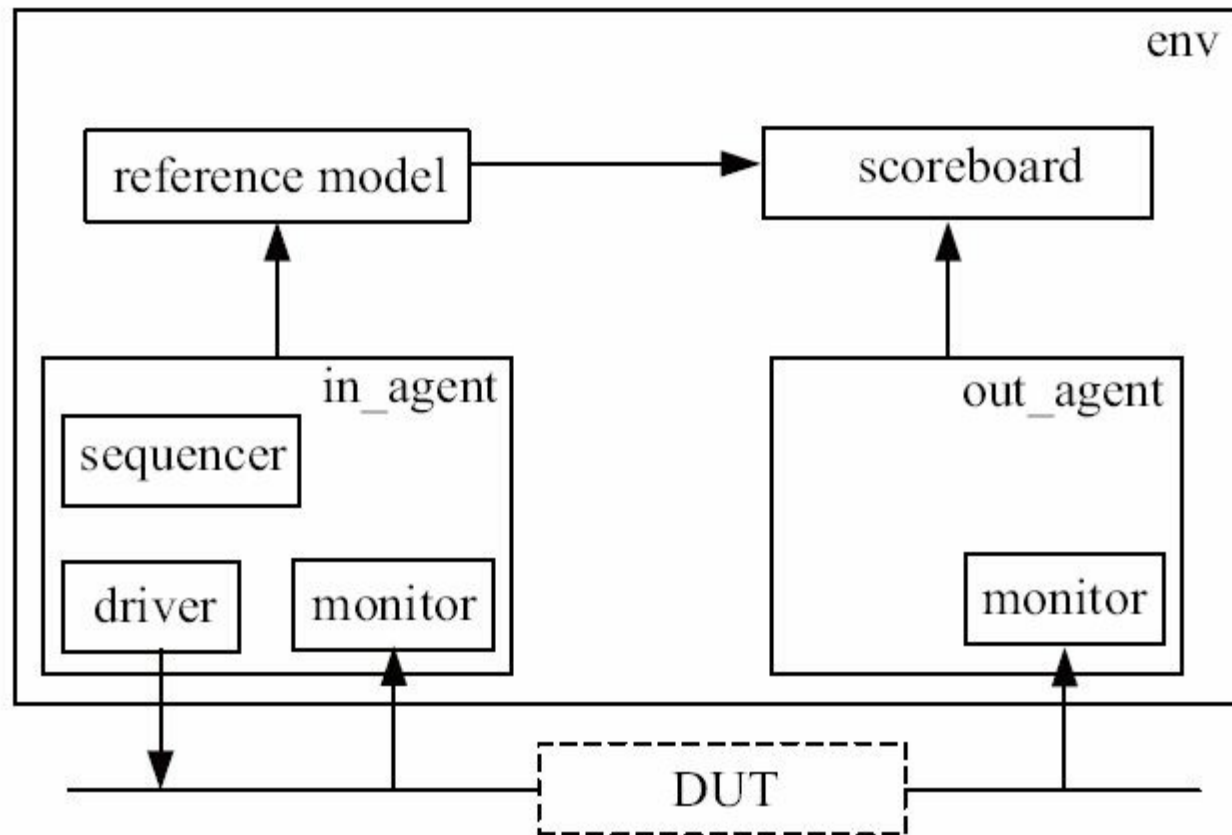 env
reference model
scoreboard
in_agent
out_agent
sequencer
driver
monitor
monitor
DUT